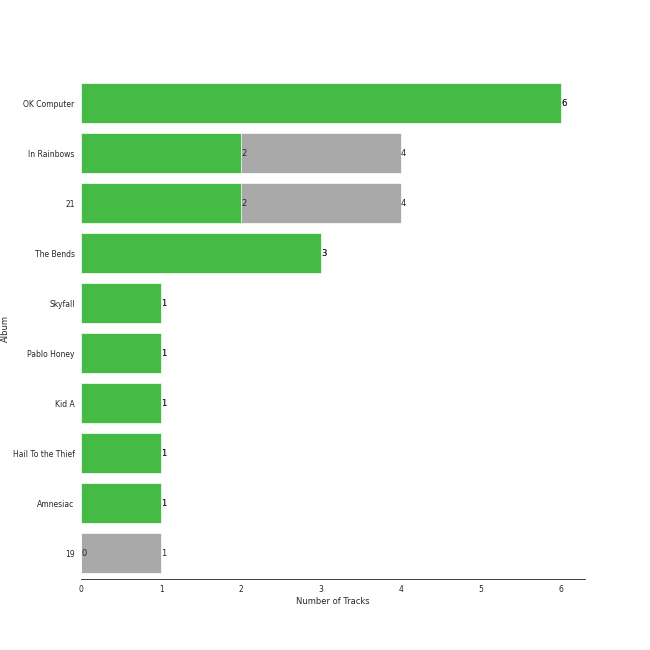 OK Computer 6
In Rainbows 2 4
21 2 4
The Bends 3
Skyfall 1
Pablo Honey 1
Kid A 1
Hail To the Thief 1
Amnesiac 1
19 0 1
0 1 2 3 4 5 6
Number of Tracks
Album